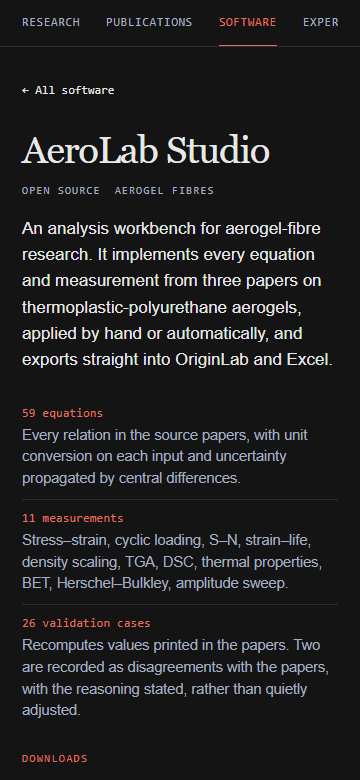 RESEARCH PUBLICATIONS SOFTWARE EXPER
← All software
AeroLab Studio
OPEN SOURCE AEROGEL FIBRES
An analysis workbench for aerogel-fibre
research. It implements every equation
and measurement from three papers on
thermoplastic-polyurethane aerogels,
applied by hand or automatically, and
exports straight into OriginLab and Excel.
59 equations
Every relation in the source papers, with unit
conversion on each input and uncertainty
propagated by central differences.
11 measurements
Stress–strain, cyclic loading, S–N, strain–life,
density scaling, TGA, DSC, thermal properties,
BET, Herschel–Bulkley, amplitude sweep.
26 validation cases
Recomputes values printed in the papers. Two
are recorded as disagreements with the papers,
with the reasoning stated, rather than quietly
adjusted.
DOWNLOADS